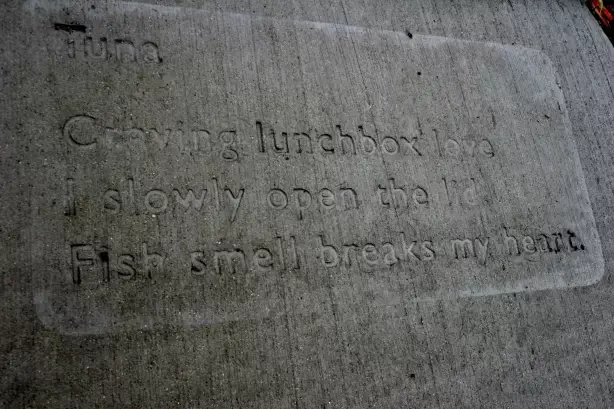 Tuna
Craving lunchbox love
I slowly open the lid
Fish smell breaks my heart.